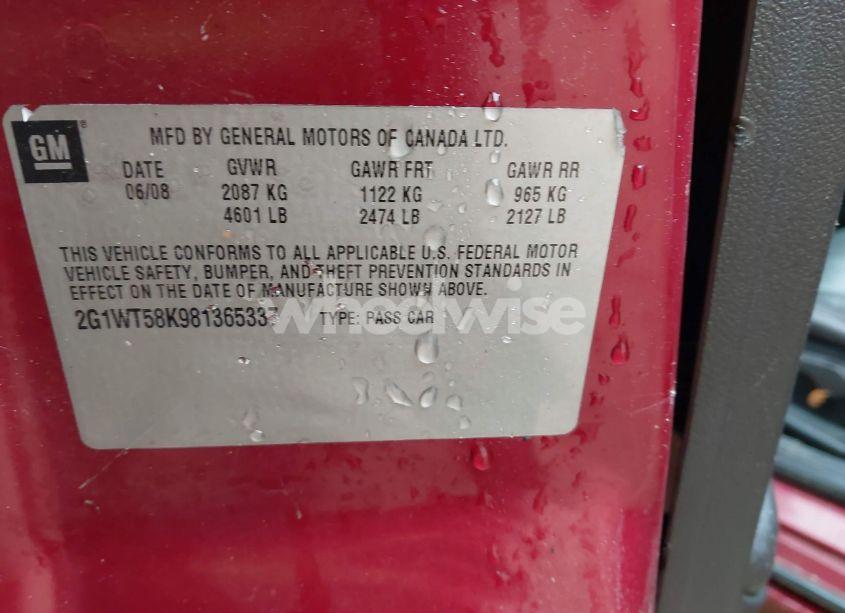 GM ® MFD BY GENERAL MOTORS OF CANADA LTD.
DATE GVWR GAWR FRT GAWR RR
06/08 2087 KG 1122 KG 965 KG
4601 LB 2474 LB 2127 LB
THIS VEHICLE CONFORMS TO ALL APPLICABLE U.S. FEDERAL MOTOR
VEHICLE SAFETY, BUMPER, AND THEFT PREVENTION STANDARDS IN
EFFECT ON THE DATE OF MANUFACTURE SHOWN ABOVE.
2G1WT58K981365337 TYPE: PASS CAR
wheelwise